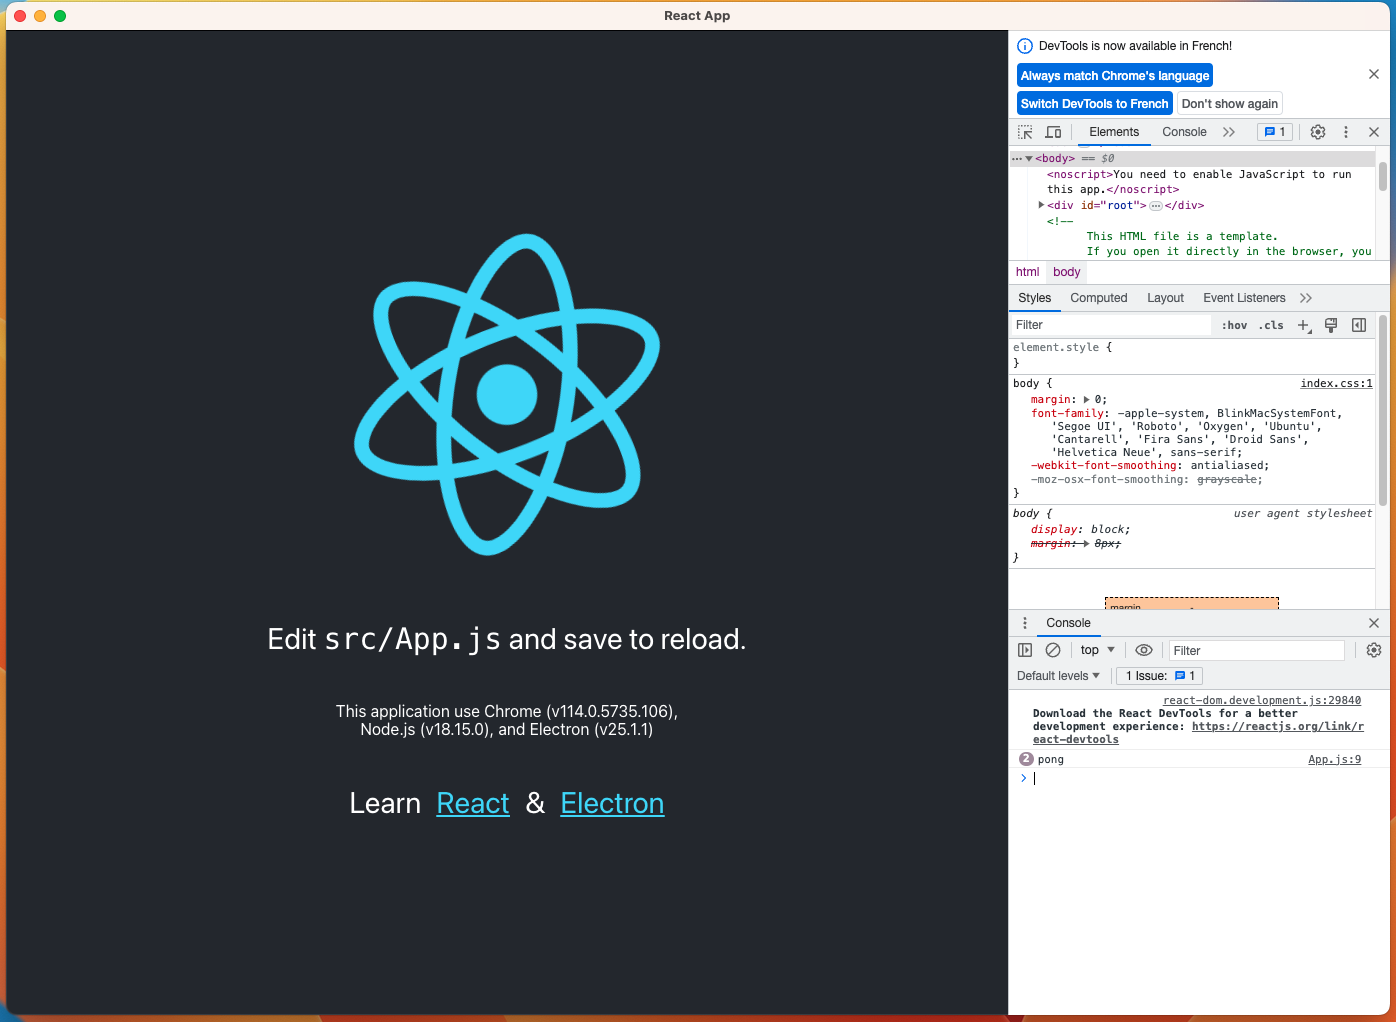 React App
Edit src/App.js and save to reload.
This application use Chrome (v114.0.5735.106),
Node.js (v18.15.0), and Electron (v25.1.1)
Learn React & Electron
DevTools is now available in French!
Always match Chrome's language
Switch DevTools to French Don't show again
Elements Console 1
<body> == $0
<noscript>You need to enable JavaScript to run
this app.</noscript>
<div id="root"> </div>
<!--
This HTML file is a template.
If you open it directly in the browser, you
html body
Styles Computed Layout Event Listeners
Filter :hov .cls
element.style {
}
body { index.css:1
margin: 0;
font-family: -apple-system, BlinkMacSystemFont,
'Segoe UI', 'Roboto', 'Oxygen', 'Ubuntu',
'Cantarell', 'Fira Sans', 'Droid Sans',
'Helvetica Neue', sans-serif;
-webkit-font-smoothing: antialiased;
-moz-osx-font-smoothing: grayscale;
}
body { user agent stylesheet
display: block;
margin: 8px;
}
margin
Console
top Filter
Default levels 1 Issue: 1
react-dom.development.js:29840
Download the React DevTools for a better
development experience: https://reactjs.org/link/r
eact-devtools
2 pong App.js:9